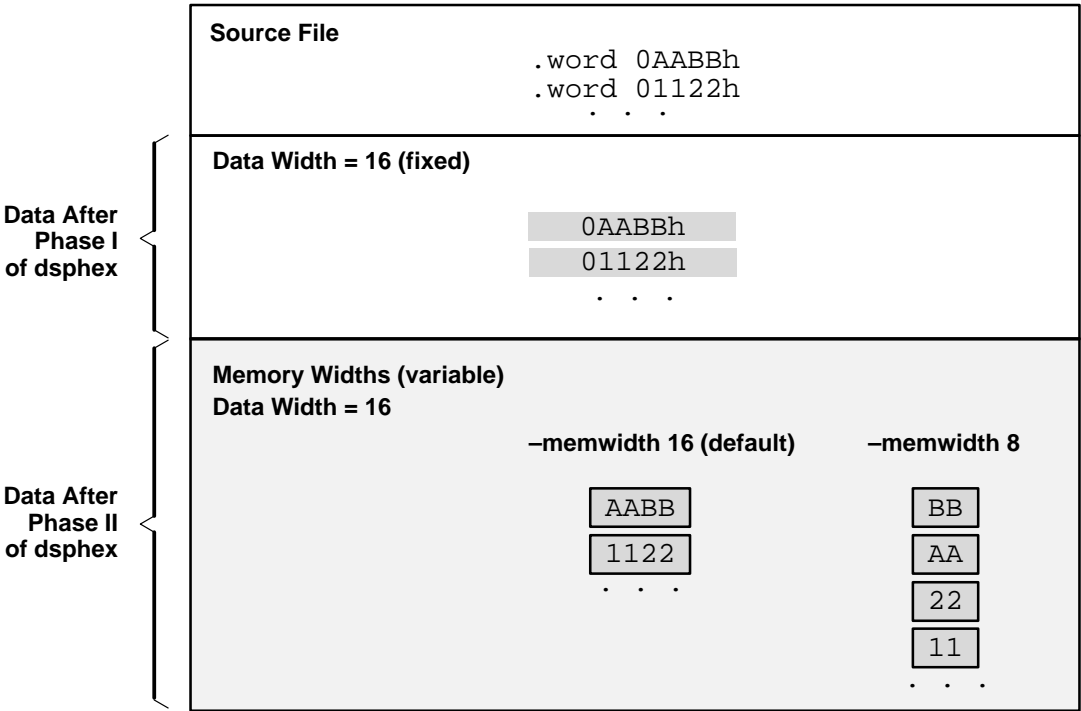 Source File
.word 0AABBh
.word 01122h
. . .
Data After
Phase I
of dsphex
Data Width = 16 (fixed)
0AABBh
01122h
. . .
Data After
Phase II
of dsphex
Memory Widths (variable)
Data Width = 16
–memwidth 16 (default)
AABB
1122
. . .
–memwidth 8
BB
AA
22
11
. . .